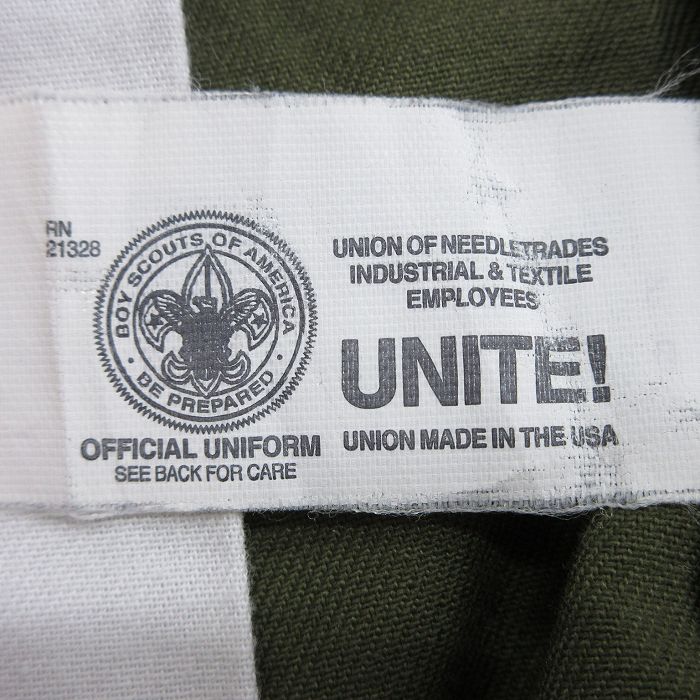 RN
21328
BOY SCOUTS OF AMERICA
BE PREPARED
OFFICIAL UNIFORM
SEE BACK FOR CARE
UNION OF NEEDLETRADES
INDUSTRIAL & TEXTILE
EMPLOYEES
UNITE!
UNION MADE IN THE USA